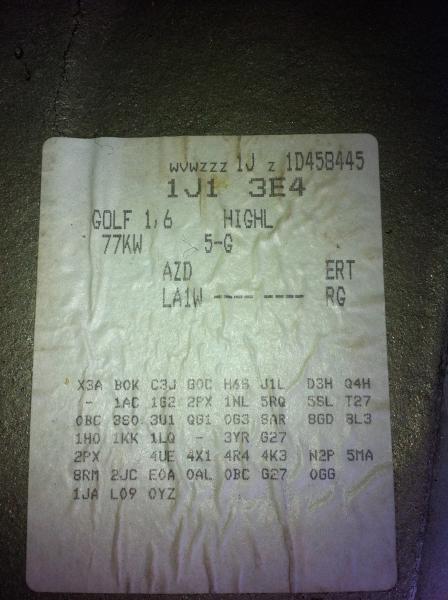 WVWZZZ 1J Z 1D458445
1J1 3E4
GOLF 1,6 HIGHL
77KW 5-G
AZD ERT
LA1W ---- ---- RG
X3A B0K C3J G0C H6S J1L D3H Q4H
- 1AC 1G2 2PX 1NL 5RQ 5SL T27
0BC 3S0 3U1 QG1 0G3 8AR 8GD 8L3
1H0 1KK 1LQ - 3YR G27
2PX 4UE 4X1 4R4 4K3 N2P 5MA
8RM 2JC E0A 0AL 0BC G27 0GG
1JA L09 0YZ